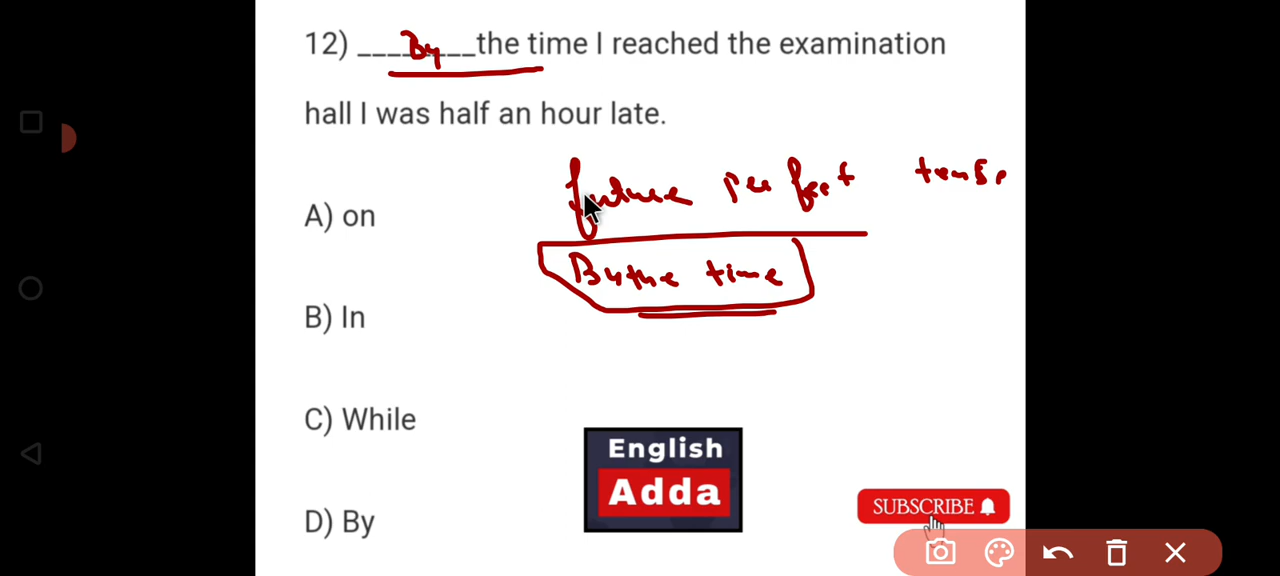 12) ___By___the time I reached the examination
hall I was half an hour late.
future perfect tense
A) on
By the time
B) In
C) While
English
Adda
SUBSCRIBE
D) By